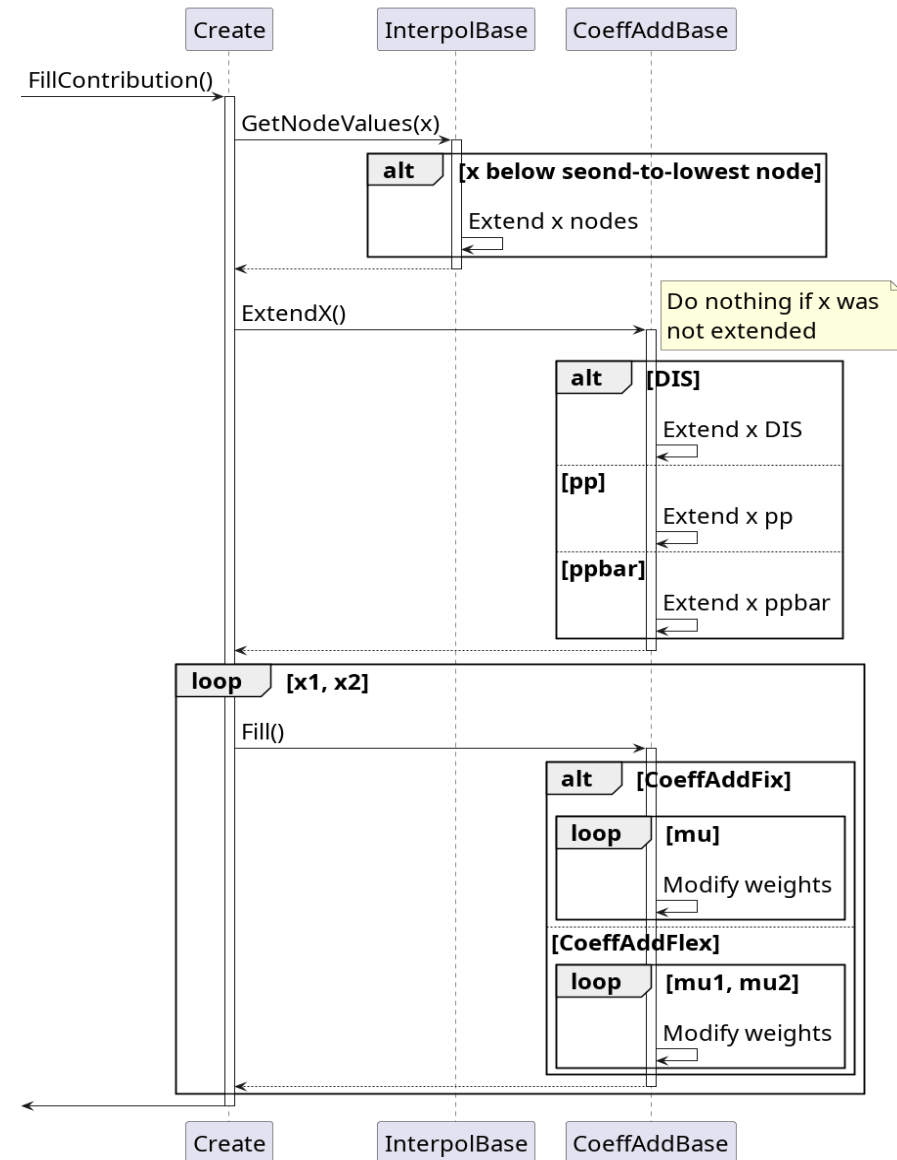 Create
InterpolBase
CoeffAddBase
FillContribution()
GetNodeValues(x)
alt
[x below seond-to-lowest node]
Extend x nodes
Do nothing if x was
not extended
ExtendX()
alt
[DIS]
Extend x DIS
[pp]
Extend x pp
[ppbar]
Extend x ppbar
loop
[x1, x2]
Fill()
alt
[CoeffAddFix]
loop
[mu]
Modify weights
[CoeffAddFlex]
loop
[mu1, mu2]
Modify weights
Create
InterpolBase
CoeffAddBase